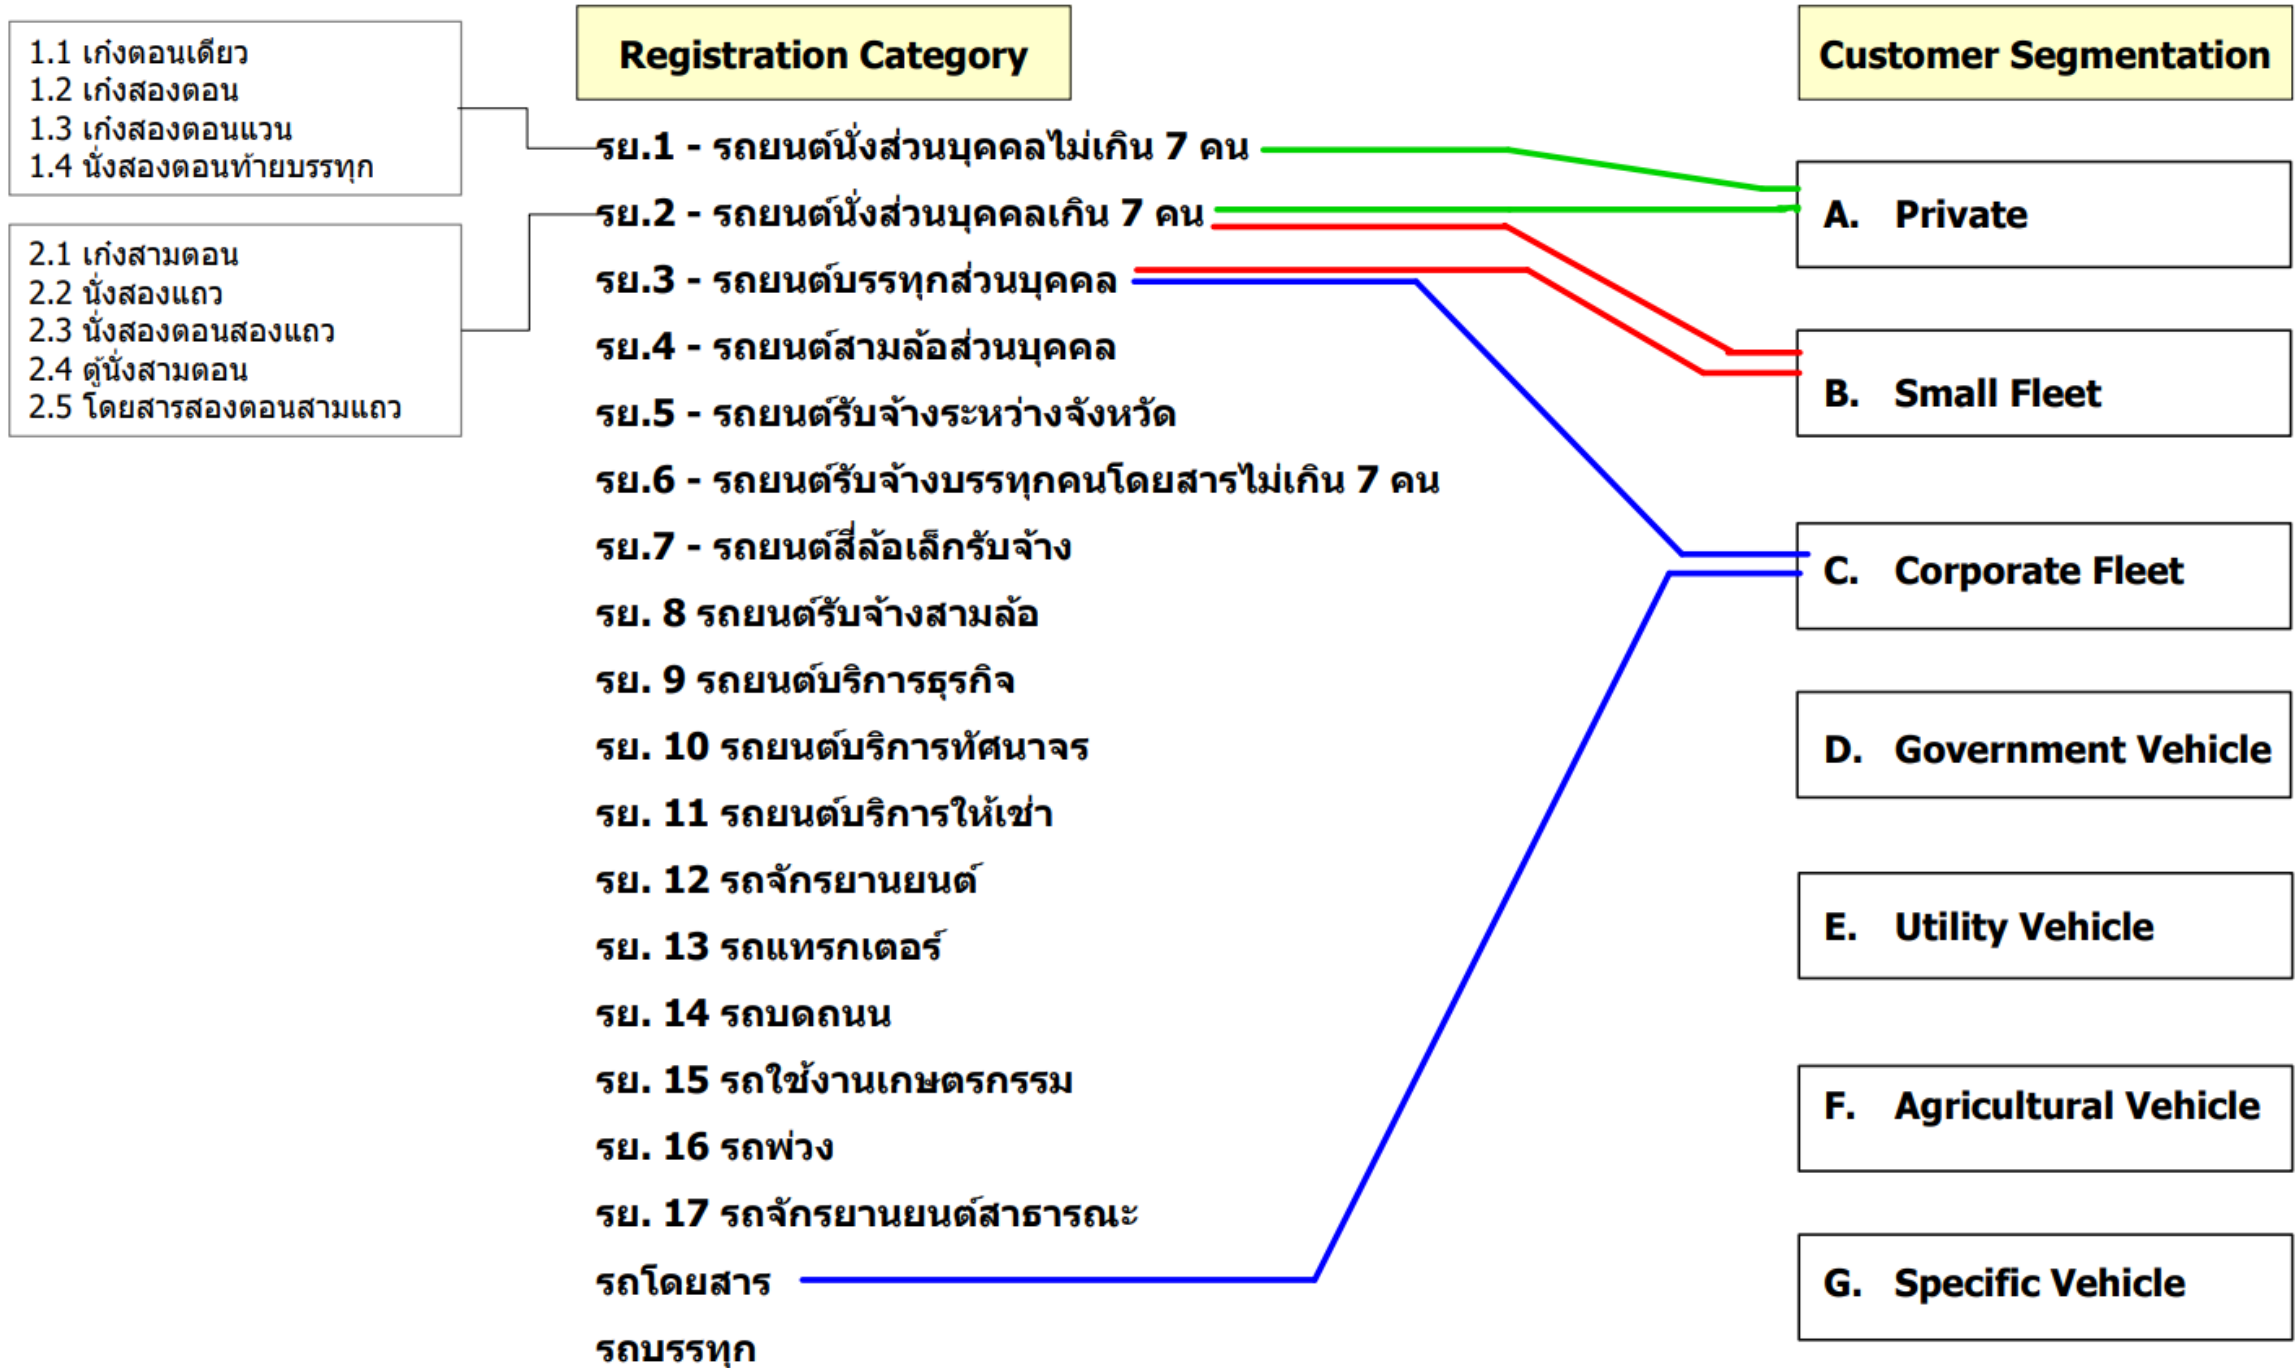 1.1 เก๋งตอนเดียว
1.2 เก๋งสองตอน
1.3 เก๋งสองตอนแวน
1.4 นั่งสองตอนท้ายบรรทุก
2.1 เก๋งสามตอน
2.2 นั่งสองแถว
2.3 นั่งสองตอนสองแถว
2.4 ตู้นั่งสามตอน
2.5 โดยสารสองตอนสามแถว
Registration Category
รย.1 - รถยนต์นั่งส่วนบุคคลไม่เกิน 7 คน
รย.2 - รถยนต์นั่งส่วนบุคคลเกิน 7 คน
รย.3 - รถยนต์บรรทุกส่วนบุคคล
รย.4 - รถยนต์สามล้อส่วนบุคคล
รย.5 - รถยนต์รับจ้างระหว่างจังหวัด
รย.6 - รถยนต์รับจ้างบรรทุกคนโดยสารไม่เกิน 7 คน
รย.7 - รถยนต์สี่ล้อเล็กรับจ้าง
รย. 8 รถยนต์รับจ้างสามล้อ
รย. 9 รถยนต์บริการธุรกิจ
รย. 10 รถยนต์บริการทัศนาจร
รย. 11 รถยนต์บริการให้เช่า
รย. 12 รถจักรยานยนต์
รย. 13 รถแทรกเตอร์
รย. 14 รถบดถนน
รย. 15 รถใช้งานเกษตรกรรม
รย. 16 รถพ่วง
รย. 17 รถจักรยานยนต์สาธารณะ
รถโดยสาร
รถบรรทุก
Customer Segmentation
A. Private
B. Small Fleet
C. Corporate Fleet
D. Government Vehicle
E. Utility Vehicle
F. Agricultural Vehicle
G. Specific Vehicle